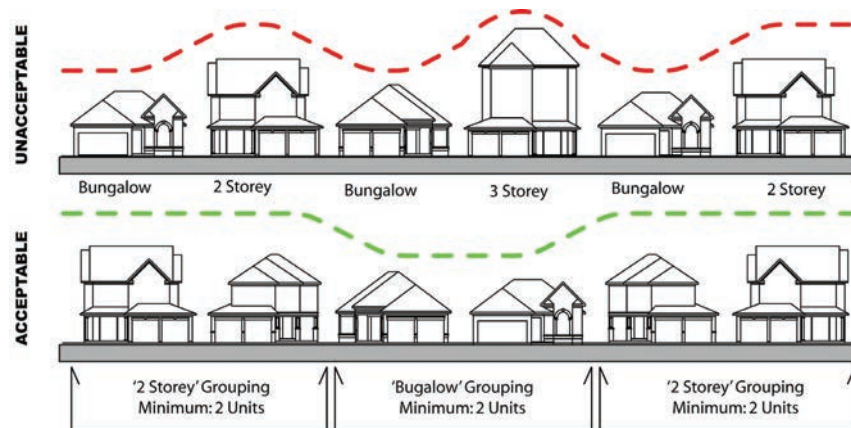 UNACCEPTABLE
Bungalow
2 Storey
Bungalow
3 Storey
Bungalow
2 Storey
ACCEPTABLE
'2 Storey' Grouping
Minimum: 2 Units
'Bugalow' Grouping
Minimum: 2 Units
'2 Storey' Grouping
Minimum: 2 Units